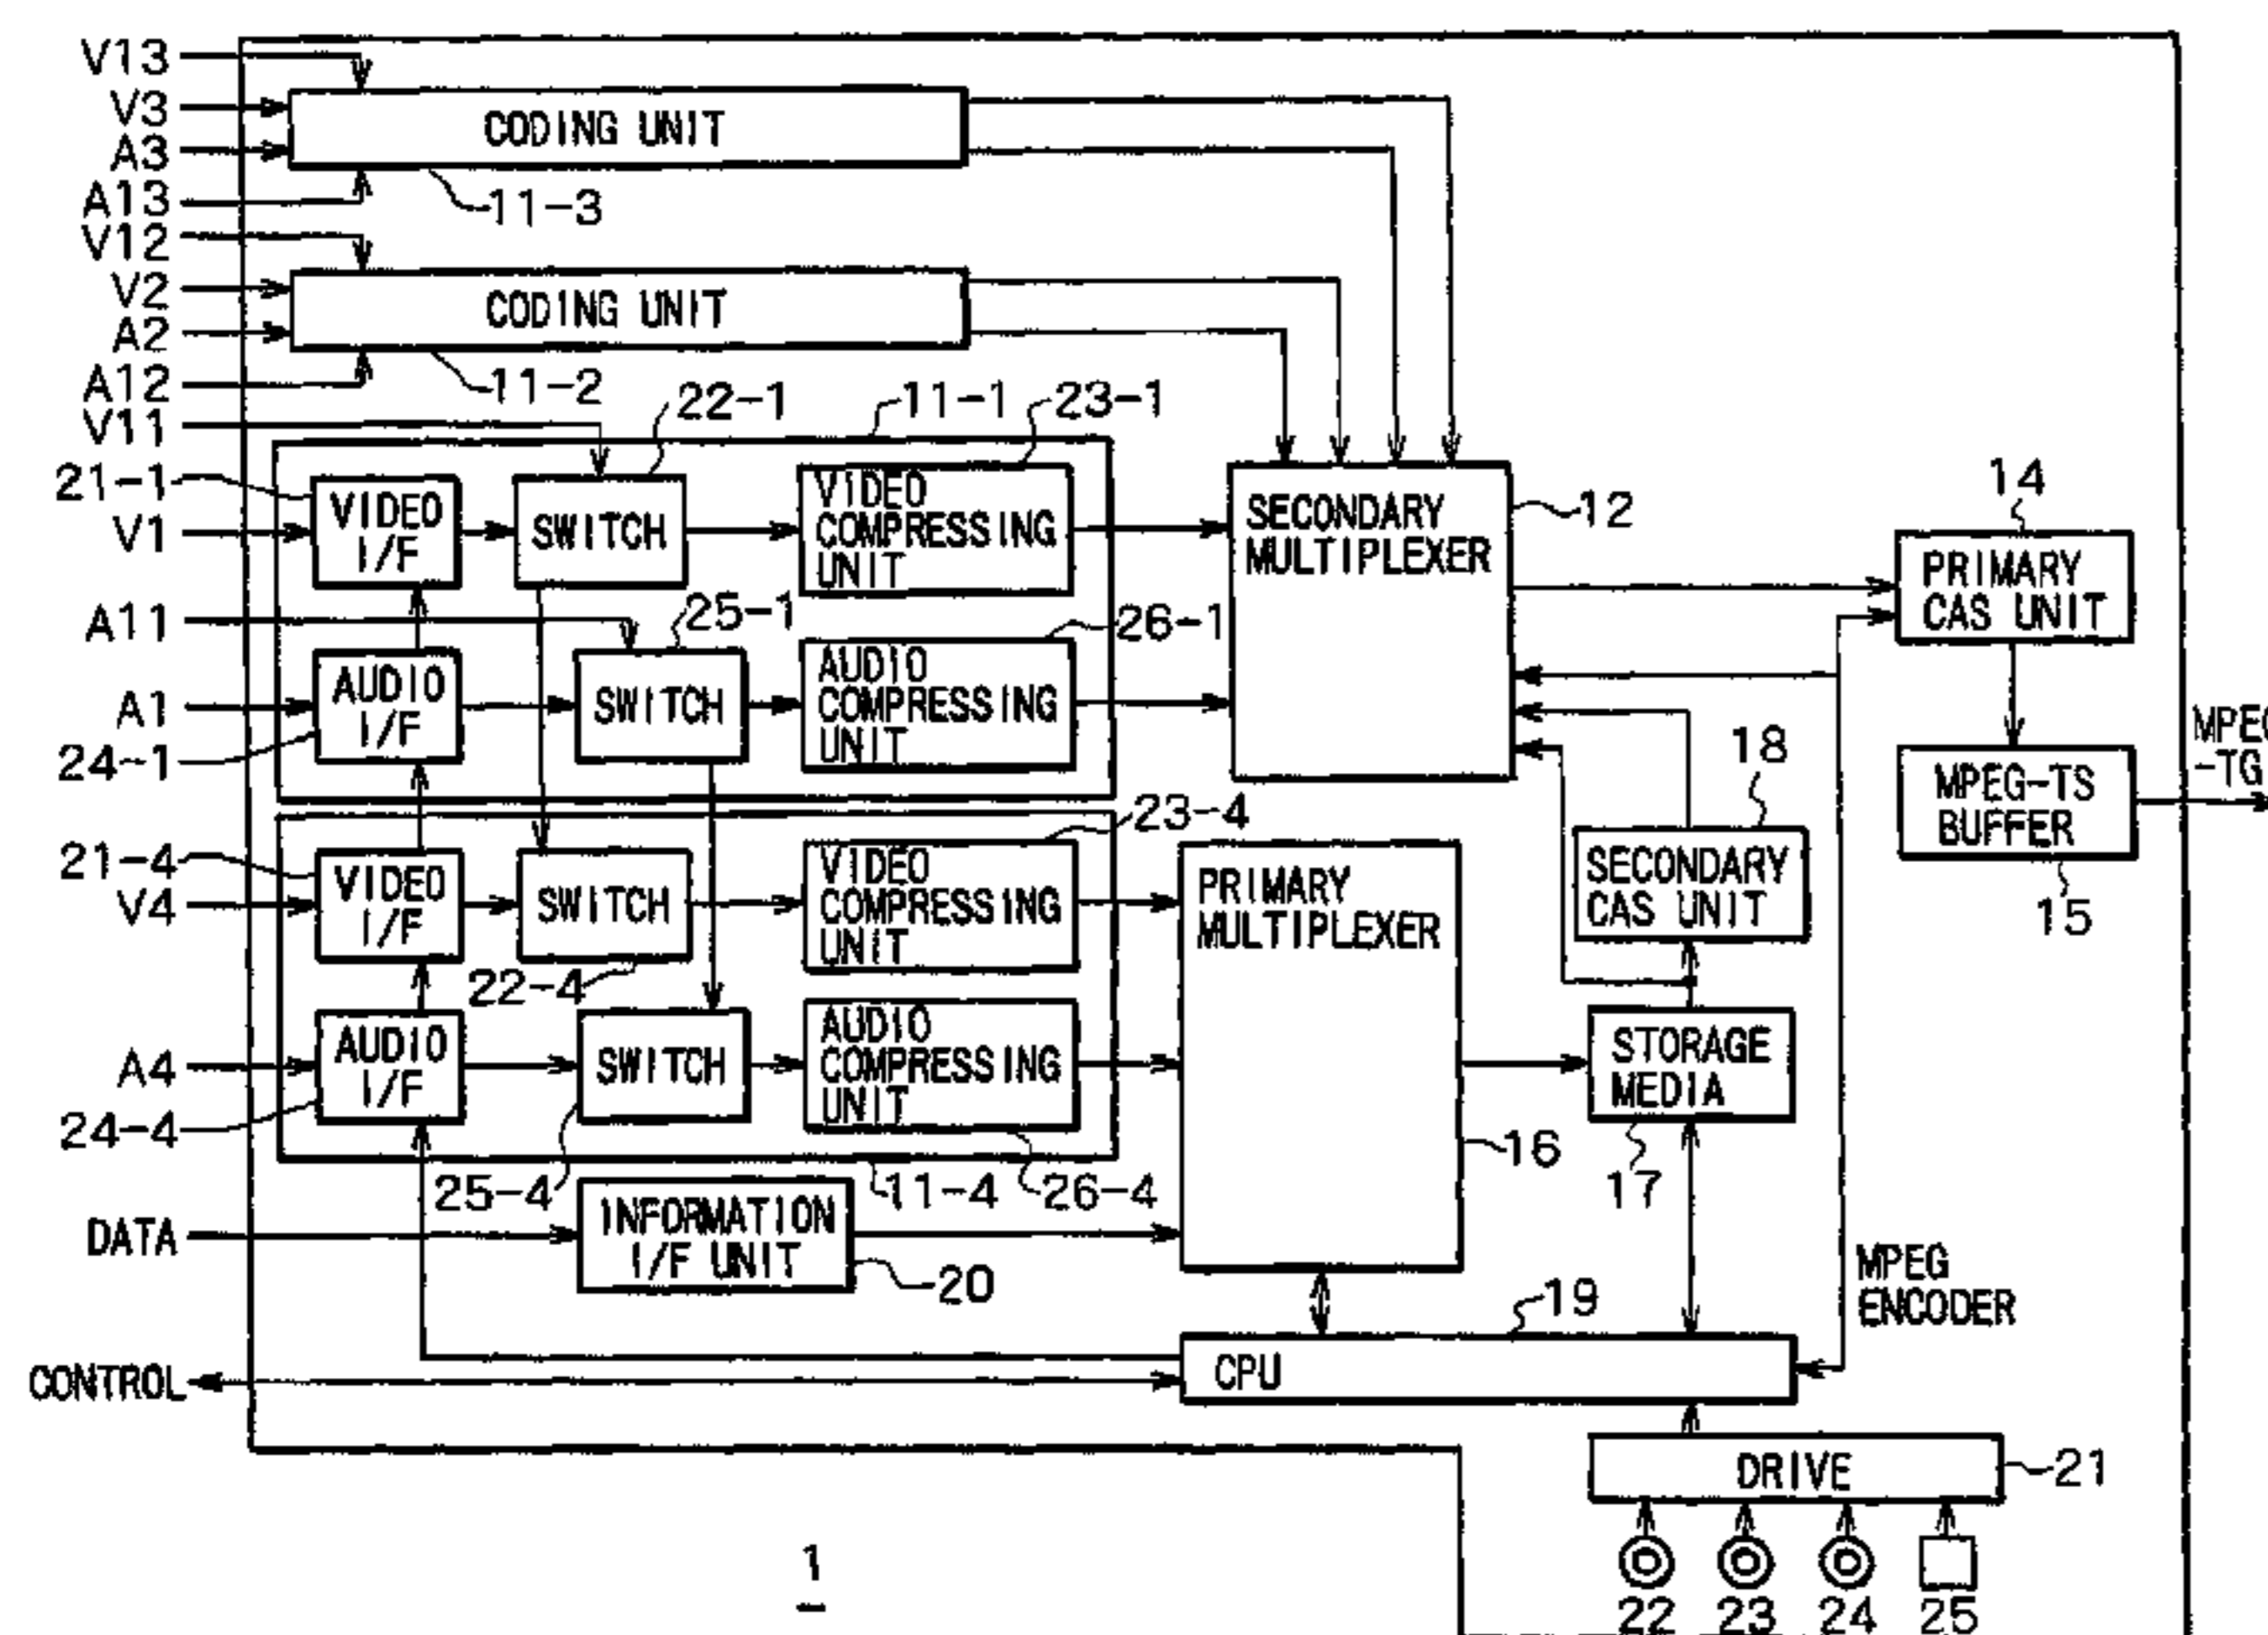 V13
V3
CODING UNIT
A3
A13
11-3
V12
V2
CODING UNIT
A2
A12
11-2
22-1
11-1
23-1
V11
21-1
VIDEO
I/F
SWITCH
VIDEO
COMPRESSING
UNIT
SECONDARY
MULTIPLEXER
12
14
V1
PRIMARY
CAS UNIT
A11
25-1
26-1
AUDIO
I/F
SWITCH
AUDIO
COMPRESSING
UNIT
A1
24-1
18
MPEG-TS
BUFFER
MPEG
-TG
23-4
21-4
VIDEO
I/F
SWITCH
VIDEO
COMPRESSING
UNIT
PRIMARY
MULTIPLEXER
SECONDARY
CAS UNIT
15
V4
22-4
AUDIO
I/F
SWITCH
AUDIO
COMPRESSING
UNIT
STORAGE
MEDIA
A4
24-4
16
25-4
11-4
26-4
17
DATA
INFORMATION
I/F UNIT
20
MPEG
ENCODER
19
CONTROL
CPU
DRIVE
21
1
22
23
24
25